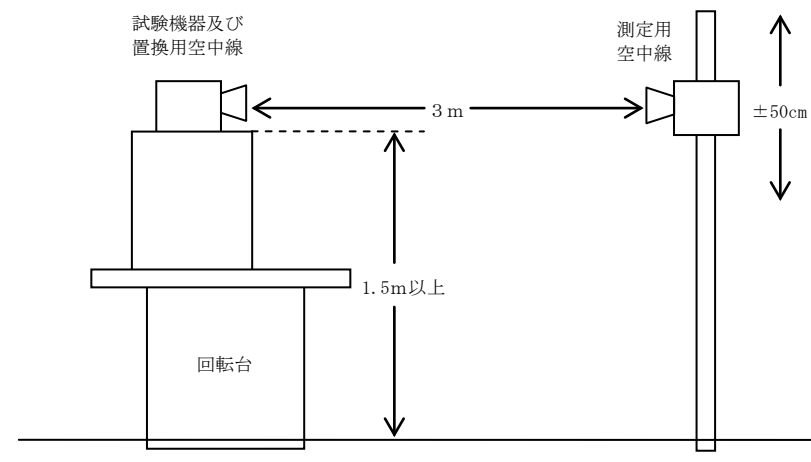 試験機器及び
置換用空中線
測定用
空中線
3m
±50cm
1.5m以上
回転台